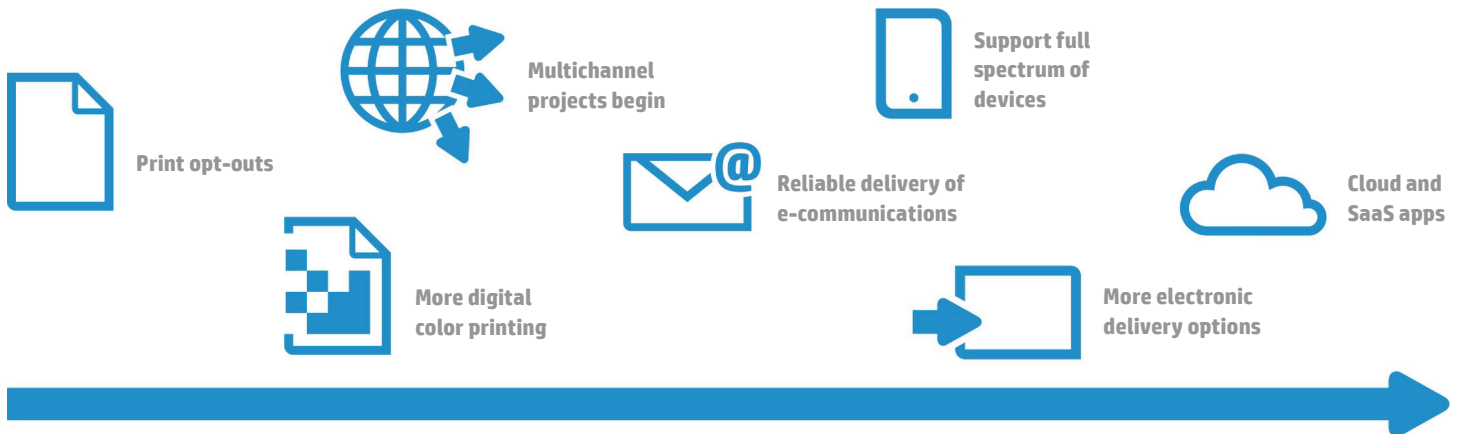 Print opt-outs
Multichannel
projects begin
More digital
color printing
@
Reliable delivery of
e-communications
Support full
spectrum of
devices
More electronic
delivery options
Cloud and
SaaS apps